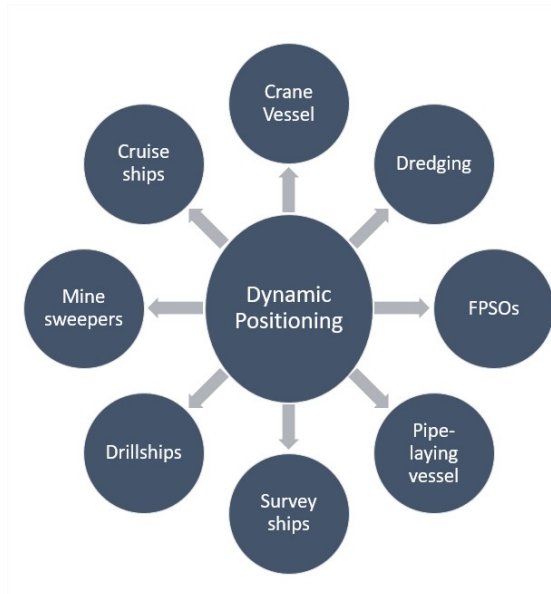 Crane
Vessel
Dredging
FPSOs
Pipe-
laying
vessel
Survey
ships
Drillships
Mine
sweepers
Cruise
ships
Dynamic
Positioning